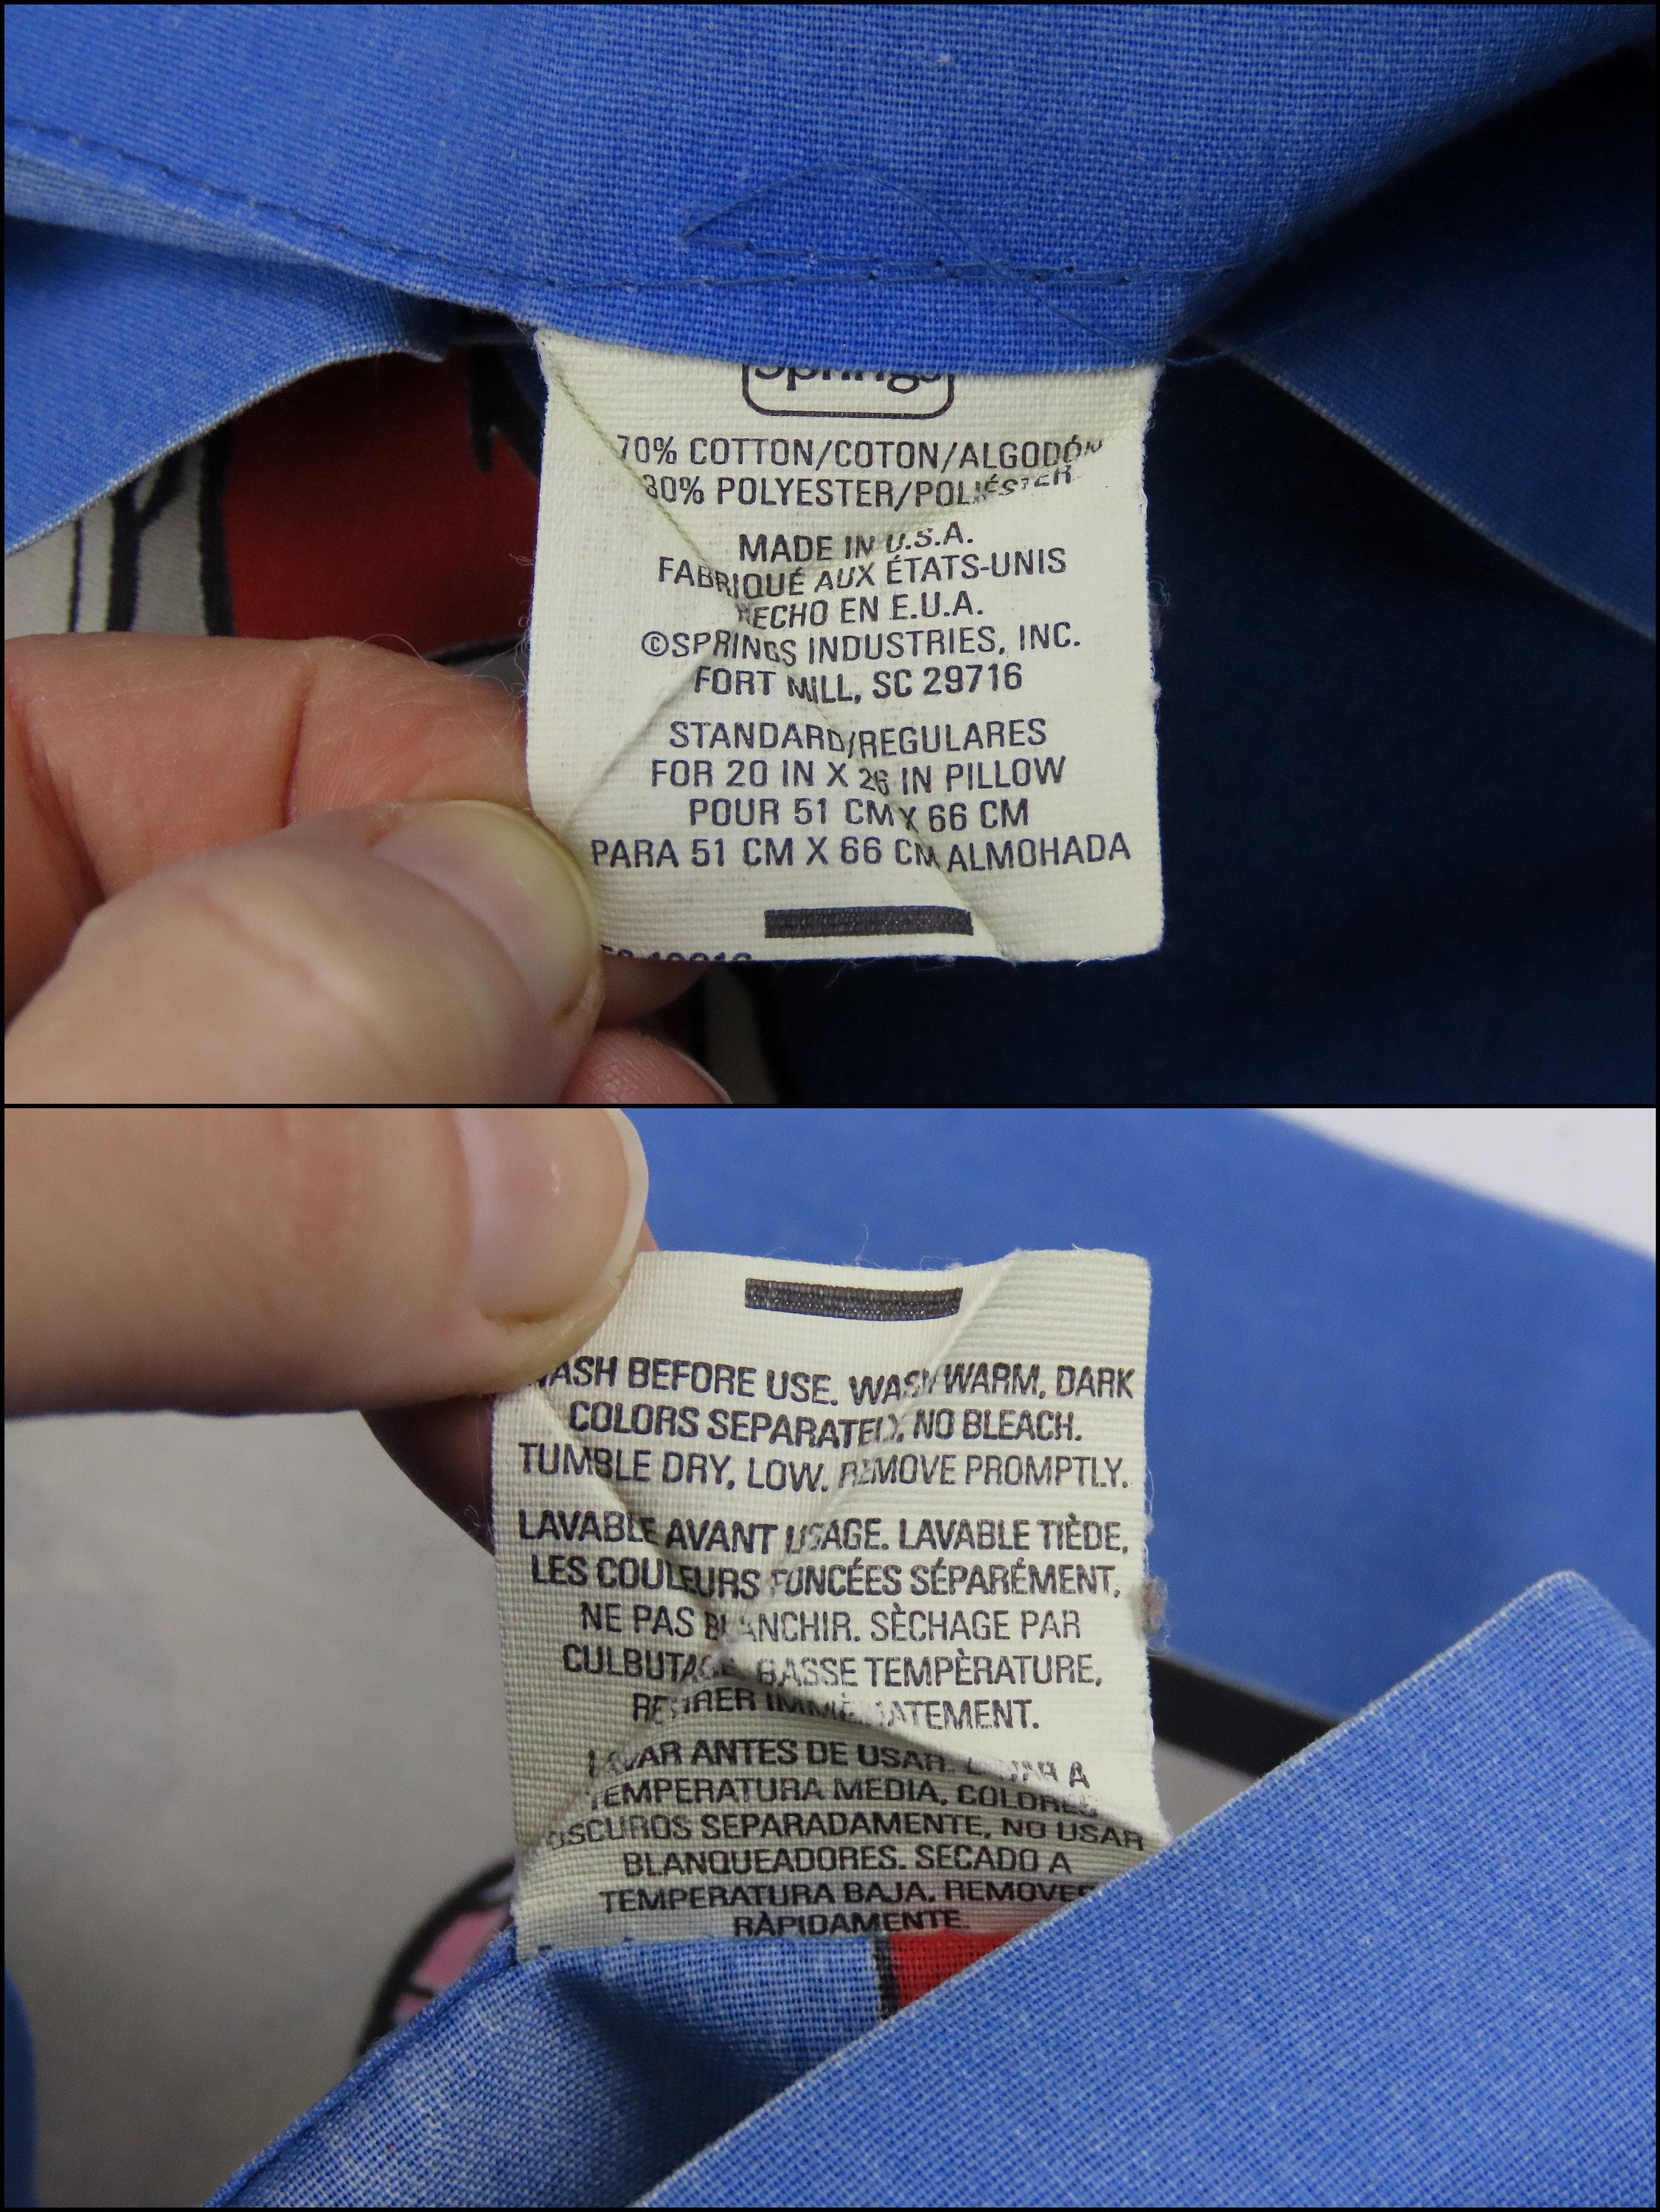 Springs
70% COTTON/COTON/ALGODÓN
30% POLYESTER/POLIÉSTER
MADE IN U.S.A.
FABRIQUÉ AUX ÉTATS-UNIS
HECHO EN E.U.A.
©SPRINGS INDUSTRIES, INC.
FORT MILL, SC 29716
STANDARD/REGULARES
FOR 20 IN X 26 IN PILLOW
POUR 51 CM X 66 CM
PARA 51 CM X 66 CM ALMOHADA
WASH BEFORE USE. WASH WARM, DARK
COLORS SEPARATELY. NO BLEACH.
TUMBLE DRY, LOW. REMOVE PROMPTLY.
LAVABLE AVANT USAGE. LAVABLE TIÈDE,
LES COULEURS FONCÉES SÉPARÉMENT,
NE PAS BLANCHIR. SÈCHAGE PAR
CULBUTAGE BASSE TEMPÈRATURE,
RETIRER IMMÉDIATEMENT.
LAVAR ANTES DE USAR. LAVAR A
TEMPERATURA MEDIA, COLORES
OSCUROS SEPARADAMENTE, NO USAR
BLANQUEADORES. SECADO A
TEMPERATURA BAJA, REMOVER
RÀPIDAMENTE.